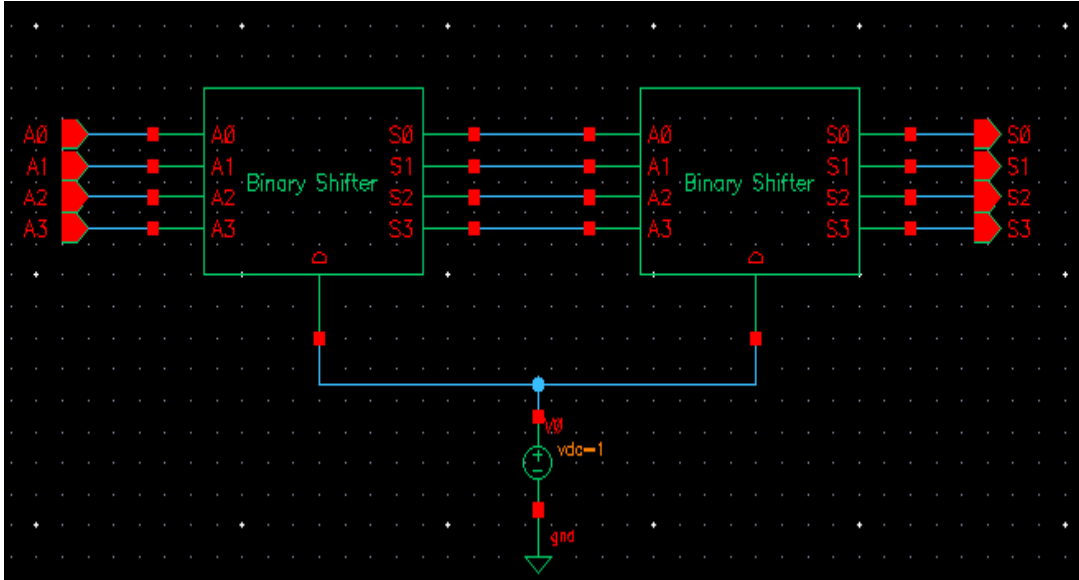 A0 A0 S0 A0 S0 S0
A1 A1 S1 A1 S1 S1
Binary Shifter Binary Shifter
A2 A2 S2 A2 S2 S2
A3 A3 S3 A3 S3 S3
D D
V0
vdc=1
gnd